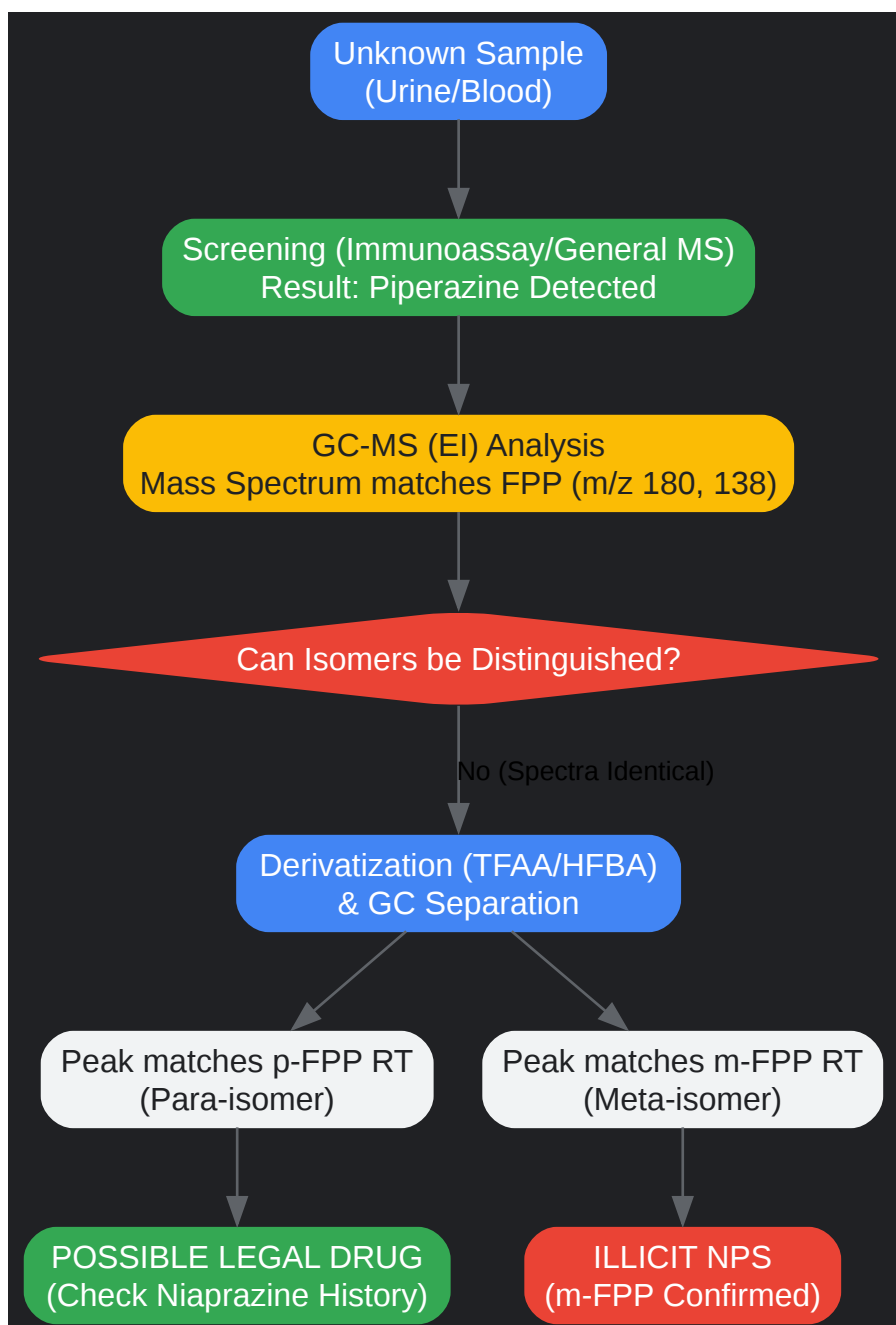 Unknown Sample
(Urine/Blood)
Screening (Immunoassay/General MS)
Result: Piperazine Detected
GC-MS (EI) Analysis
Mass Spectrum matches FPP (m/z 180, 138)
Can Isomers be Distinguished?
No (Spectra Identical)
Derivatization (TFAA/HFBA)
& GC Separation
Peak matches p-FPP RT
(Para-isomer)
Peak matches m-FPP RT
(Meta-isomer)
POSSIBLE LEGAL DRUG
(Check Niaprazine History)
ILLICIT NPS
(m-FPP Confirmed)